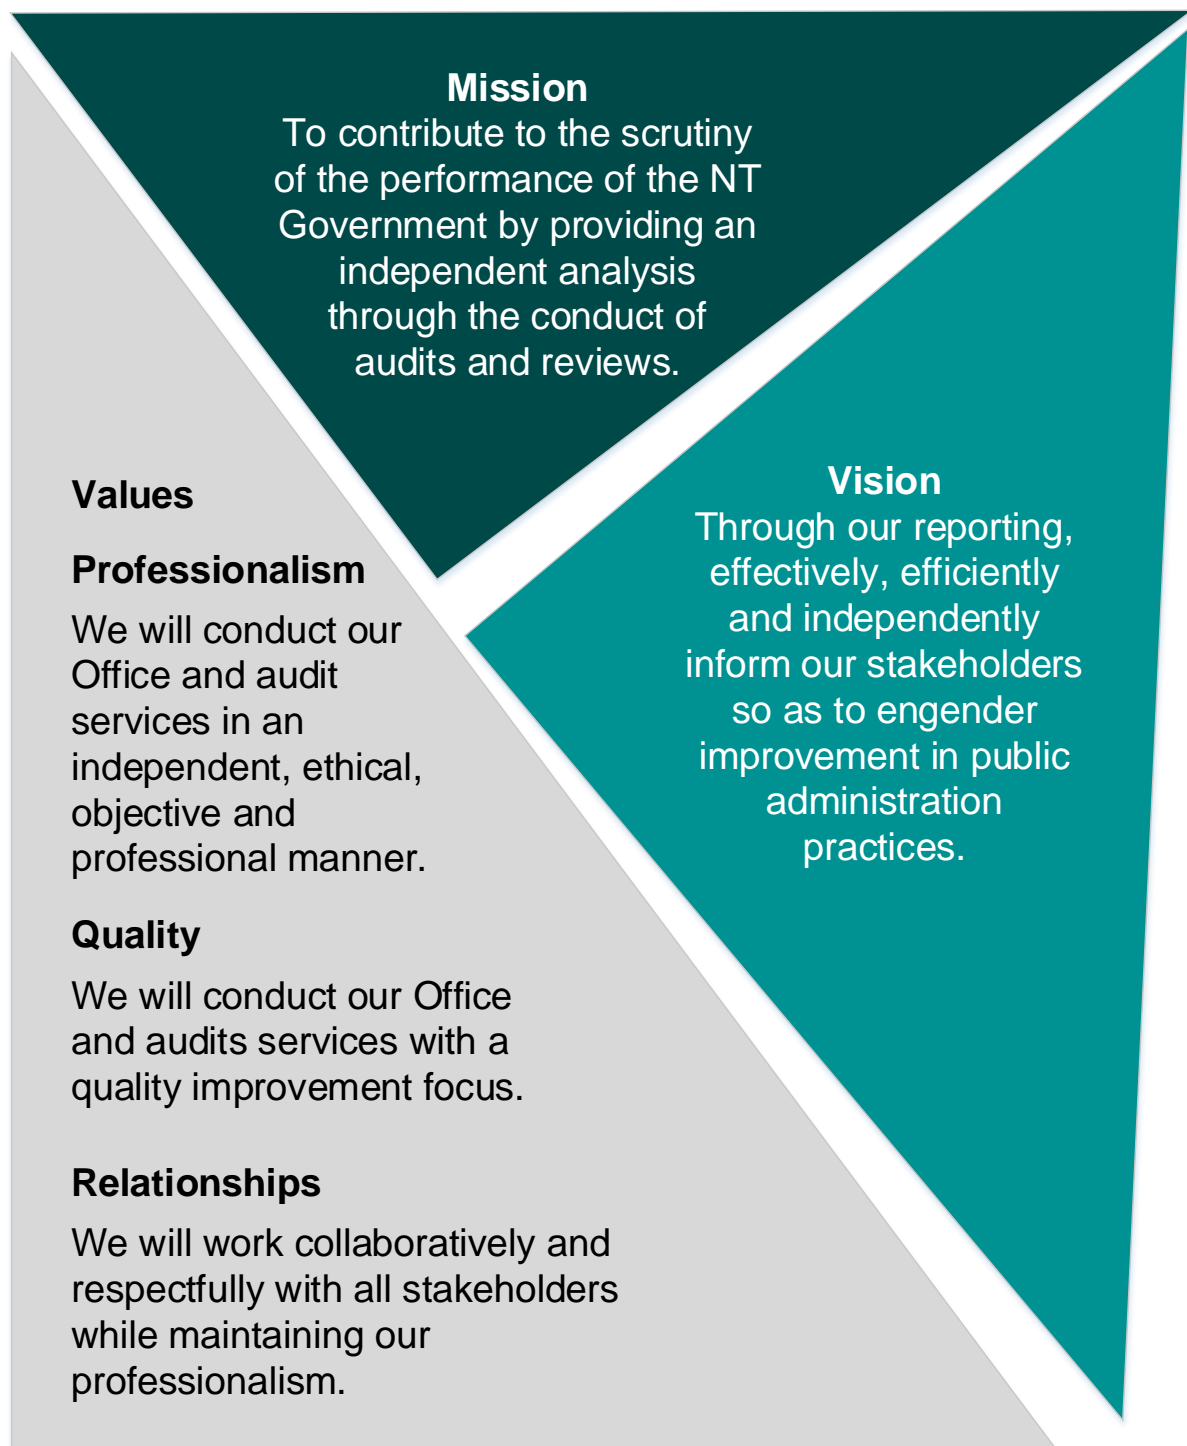 Mission
To contribute to the scrutiny
of the performance of the NT
Government by providing an
independent analysis
through the conduct of
audits and reviews.
Values
Professionalism
We will conduct our
Office and audit
services in an
independent, ethical,
objective and
professional manner.
Quality
We will conduct our Office
and audits services with a
quality improvement focus.
Relationships
We will work collaboratively and
respectfully with all stakeholders
while maintaining our
professionalism.
Vision
Through our reporting,
effectively, efficiently
and independently
inform our stakeholders
so as to engender
improvement in public
administration
practices.